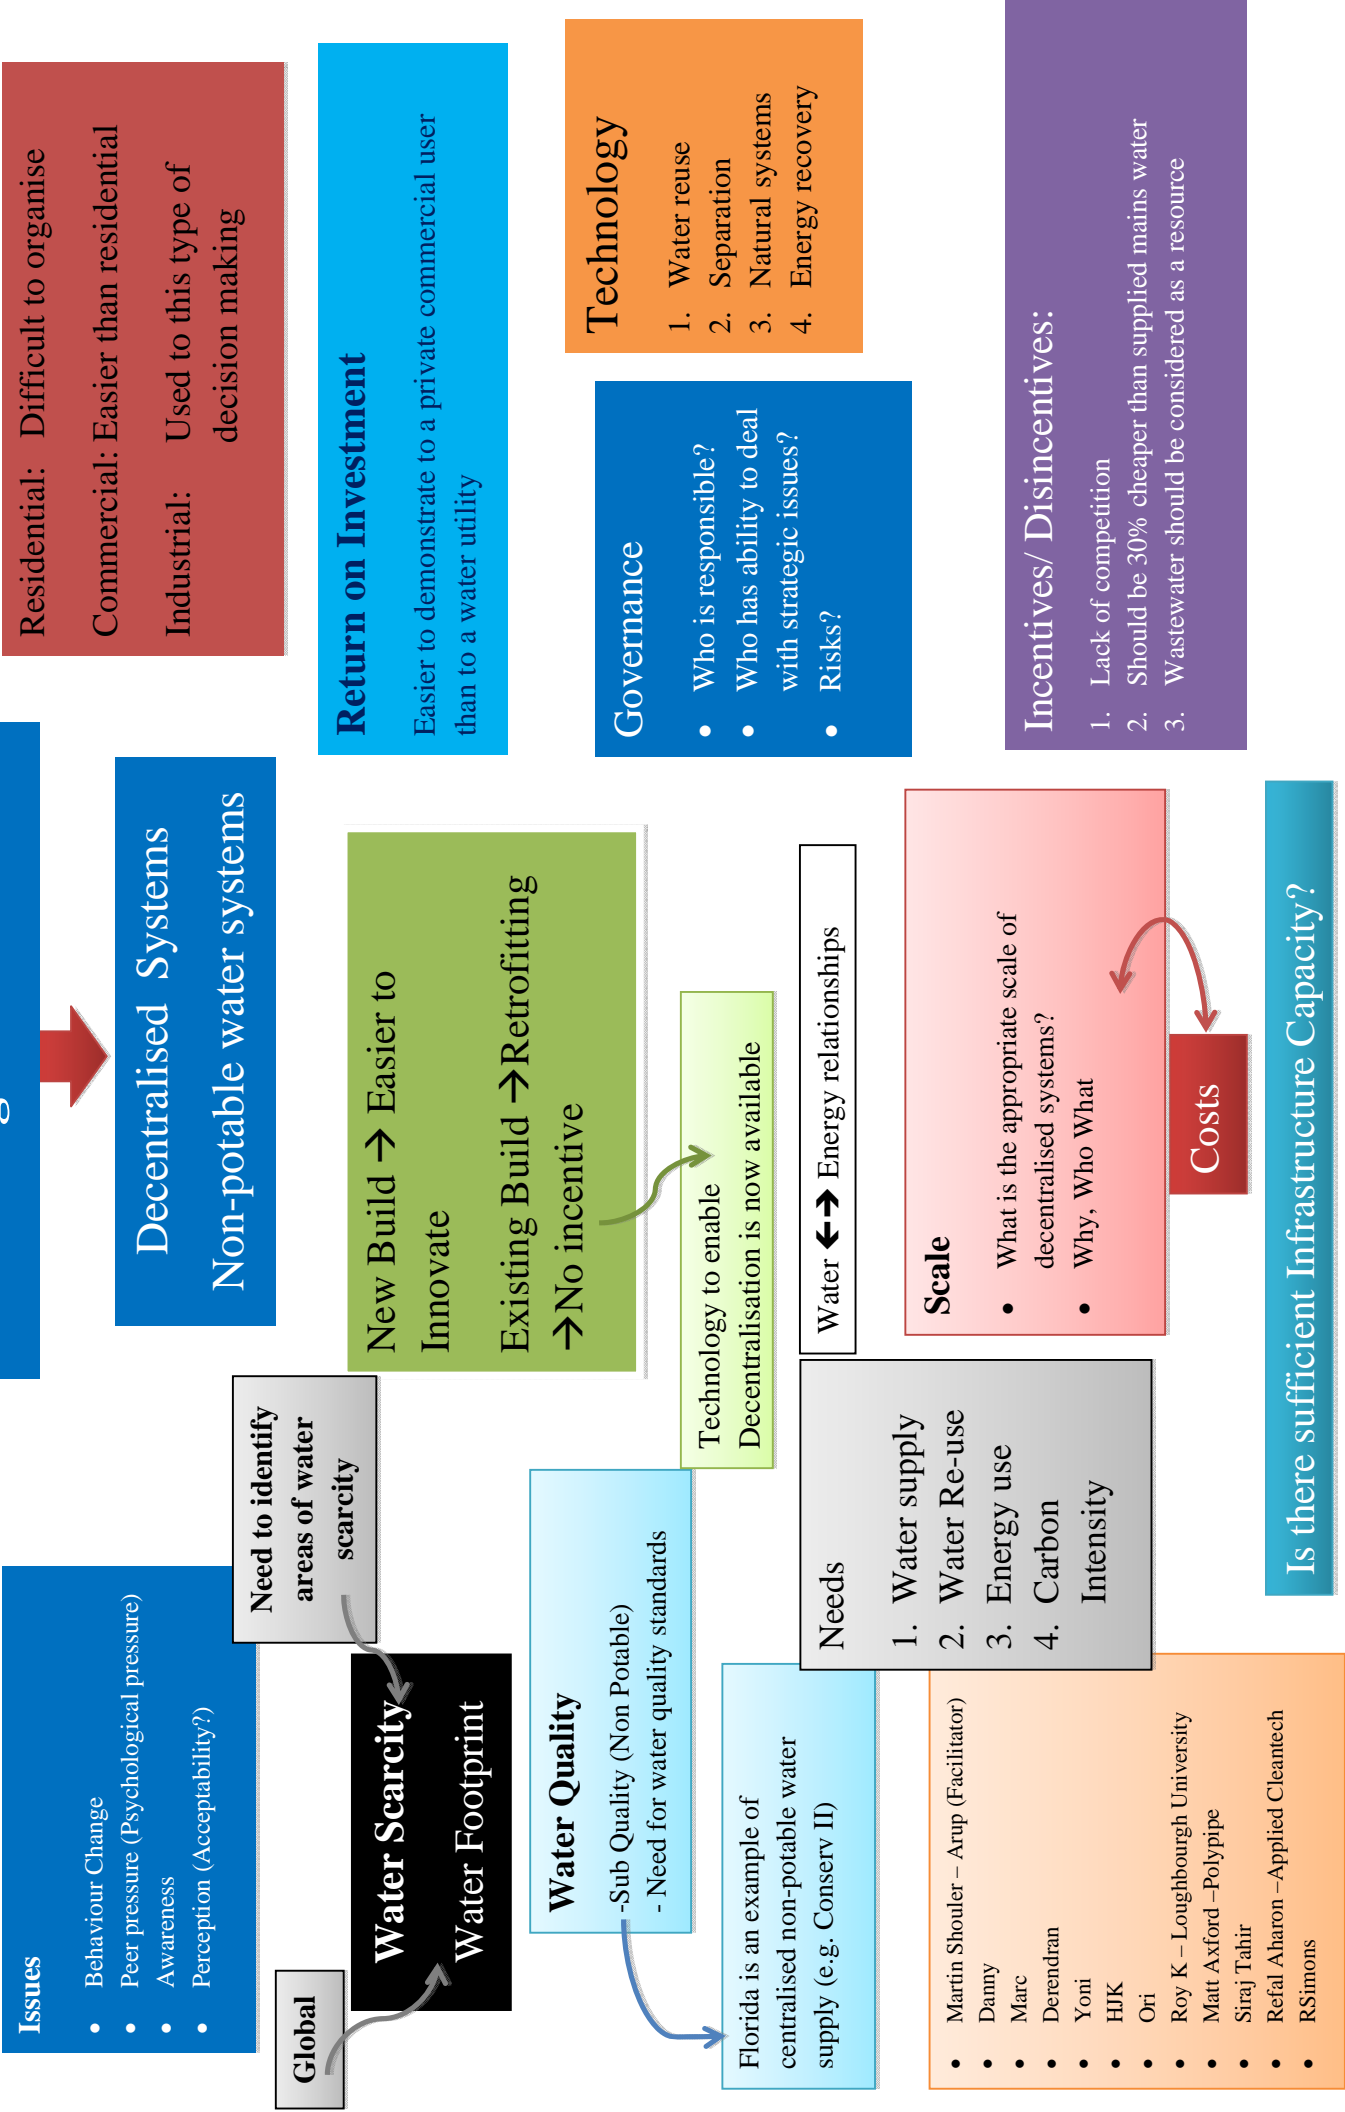 Issues
• Behaviour Change
• Peer pressure (Psychological pressure)
• Awareness
• Perception (Acceptability?)
Need to identify
areas of water
scarcity
Global
Water Scarcity
Water Footprint
Decentralised Systems
Non-potable water systems
Residential: Difficult to organise
Commercial: Easier than residential
Industrial: Used to this type of
decision making
New Build → Easier to
Innovate
Existing Build →Retrofitting
→No incentive
Return on Investment
Easier to demonstrate to a private commercial user
than to a water utility
Water Quality
-Sub Quality (Non Potable)
- Need for water quality standards
Technology to enable
Decentralisation is now available
Governance
• Who is responsible?
• Who has ability to deal
with strategic issues?
• Risks?
Technology
1. Water reuse
2. Separation
3. Natural systems
4. Energy recovery
Florida is an example of
centralised non-potable water
supply (e.g. Conserv II)
Needs
1. Water supply
2. Water Re-use
3. Energy use
4. Carbon
Intensity
Water ←→ Energy relationships
Scale
• What is the appropriate scale of
decentralised systems?
• Why, Who What
Costs
Incentives/ Disincentives:
1. Lack of competition
2. Should be 30% cheaper than supplied mains water
3. Wastewater should be considered as a resource
• Martin Shouler – Arup (Facilitator)
• Danny
• Marc
• Derendran
• Yoni
• HJK
• Ori
• Roy K – Loughbourgh University
• Matt Axford –Polypipe
• Siraj Tahir
• Refal Aharon –Applied Cleantech
• RSimons
Is there sufficient Infrastructure Capacity?